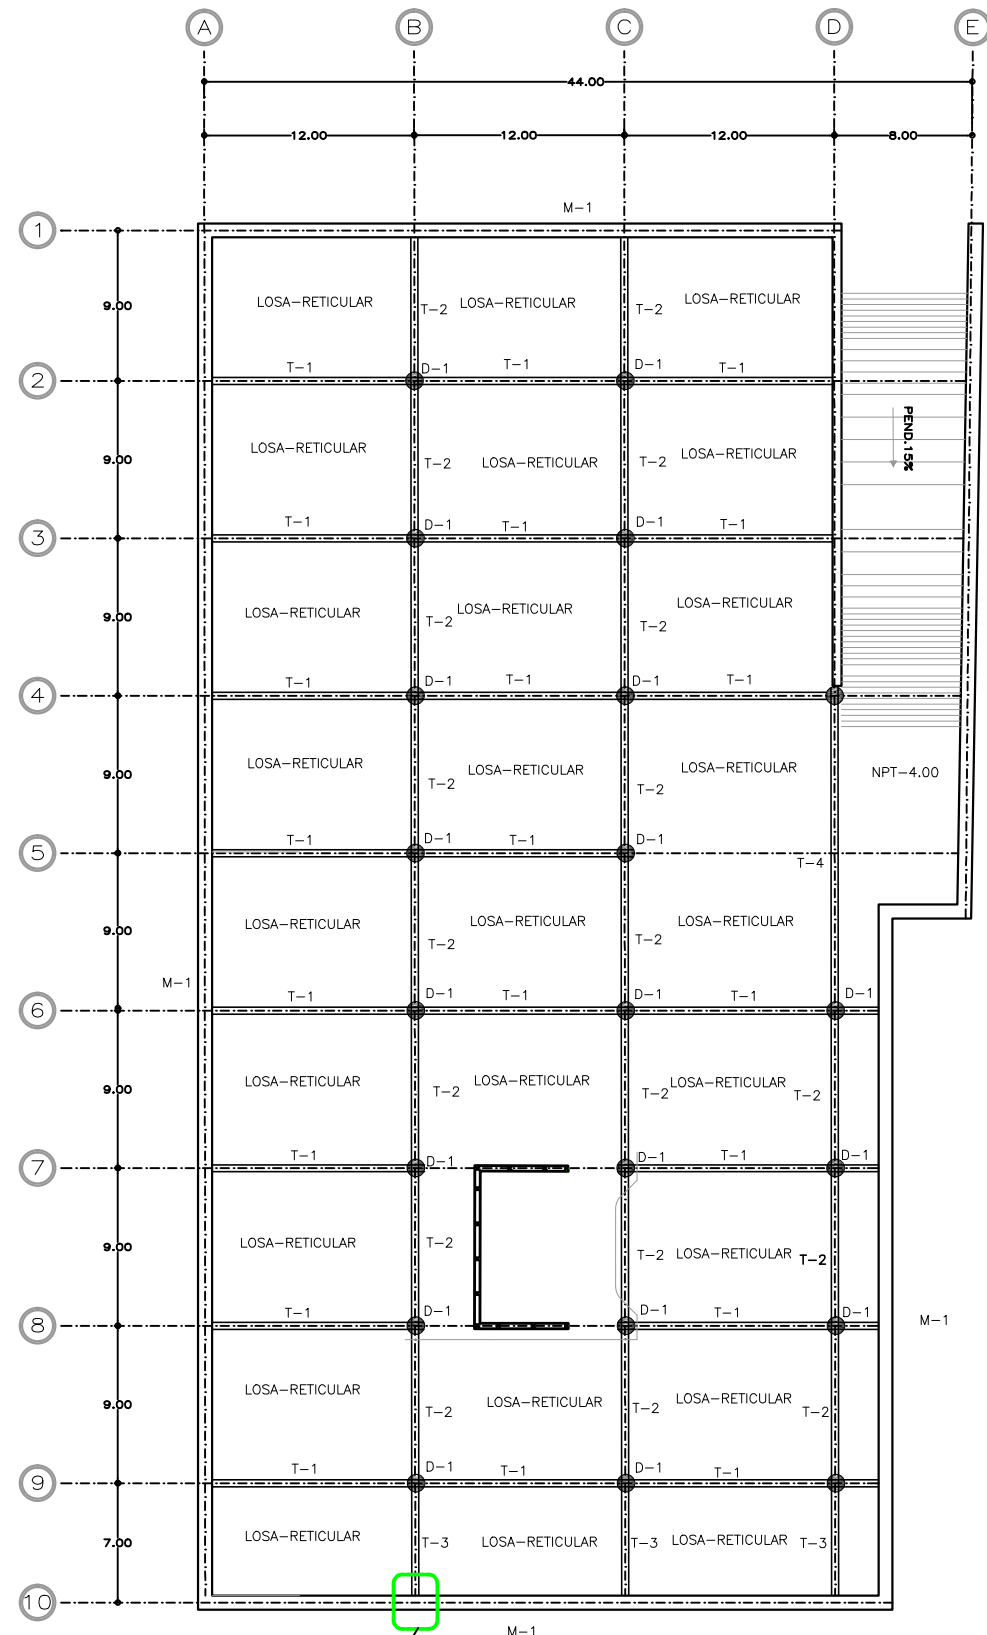 A B C D E
44.00
12.00 12.00 12.00 8.00
M-1
1
9.00 LOSA-RETICULAR T-2 LOSA-RETICULAR T-2 LOSA-RETICULAR
T-1 D-1 T-1 D-1 T-1
2
PEND.15%
9.00 LOSA-RETICULAR T-2 LOSA-RETICULAR T-2 LOSA-RETICULAR
T-1 D-1 T-1 D-1 T-1
3
9.00 LOSA-RETICULAR T-2 LOSA-RETICULAR T-2 LOSA-RETICULAR
T-1 D-1 T-1 D-1 T-1
4
9.00 LOSA-RETICULAR T-2 LOSA-RETICULAR T-2 LOSA-RETICULAR NPT-4.00
T-1 D-1 T-1 D-1
5
T-4
9.00 LOSA-RETICULAR T-2 LOSA-RETICULAR T-2 LOSA-RETICULAR
M-1
T-1 D-1 T-1 D-1 T-1 D-1
6
9.00 LOSA-RETICULAR T-2 LOSA-RETICULAR T-2 LOSA-RETICULAR T-2
T-1 D-1 D-1 T-1 D-1
7
9.00 LOSA-RETICULAR T-2 T-2 LOSA-RETICULAR T-2
T-1 D-1 D-1 T-1 D-1
8
M-1
9.00 LOSA-RETICULAR T-2 LOSA-RETICULAR T-2 LOSA-RETICULAR T-2
T-1 D-1 T-1 D-1 T-1
9
7.00 LOSA-RETICULAR T-3 LOSA-RETICULAR T-3 LOSA-RETICULAR T-3
10
M-1